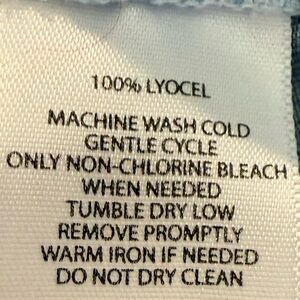 100% LYOCEL
MACHINE WASH COLD
GENTLE CYCLE
ONLY NON-CHLORINE BLEACH
WHEN NEEDED
TUMBLE DRY LOW
REMOVE PROMPTLY
WARM IRON IF NEEDED
DO NOT DRY CLEAN